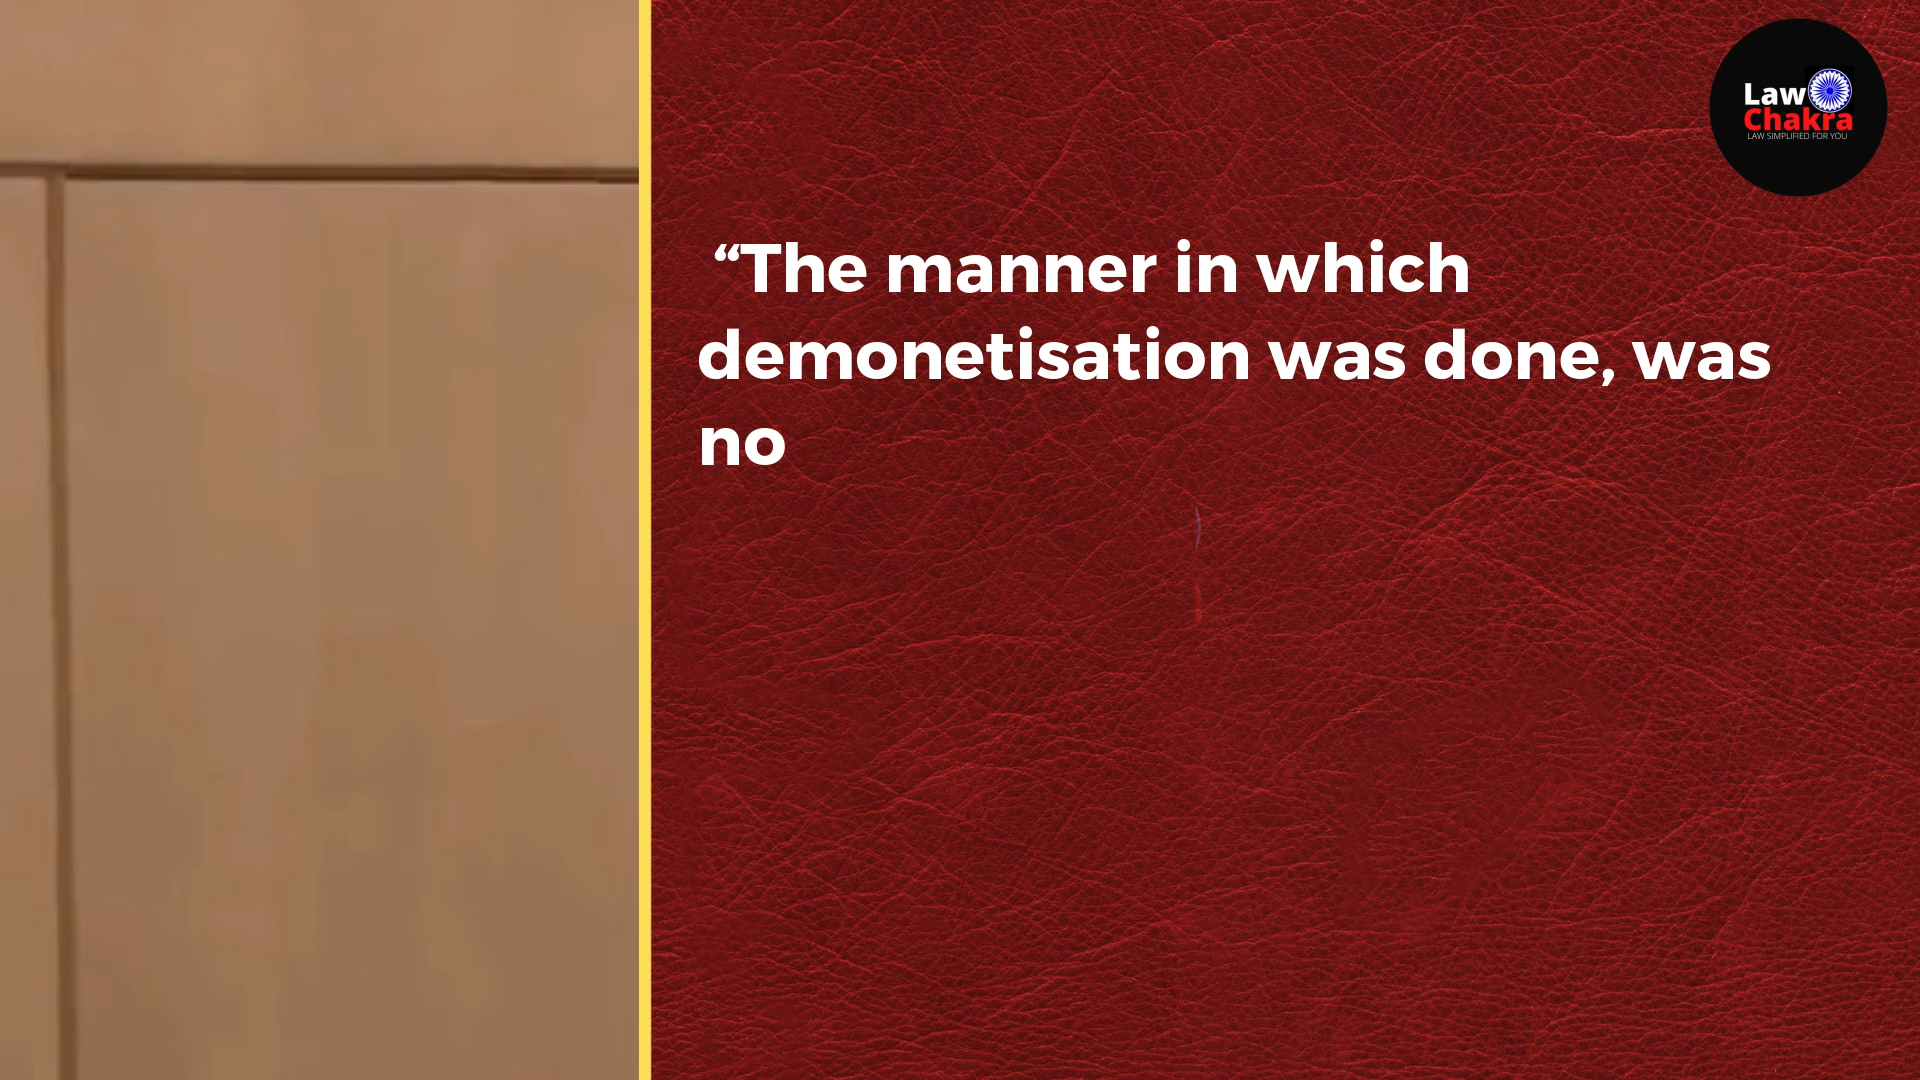 Law
Chakra
LAW SIMPLIFIED FOR YOU
“The manner in which
demonetisation was done, was
no